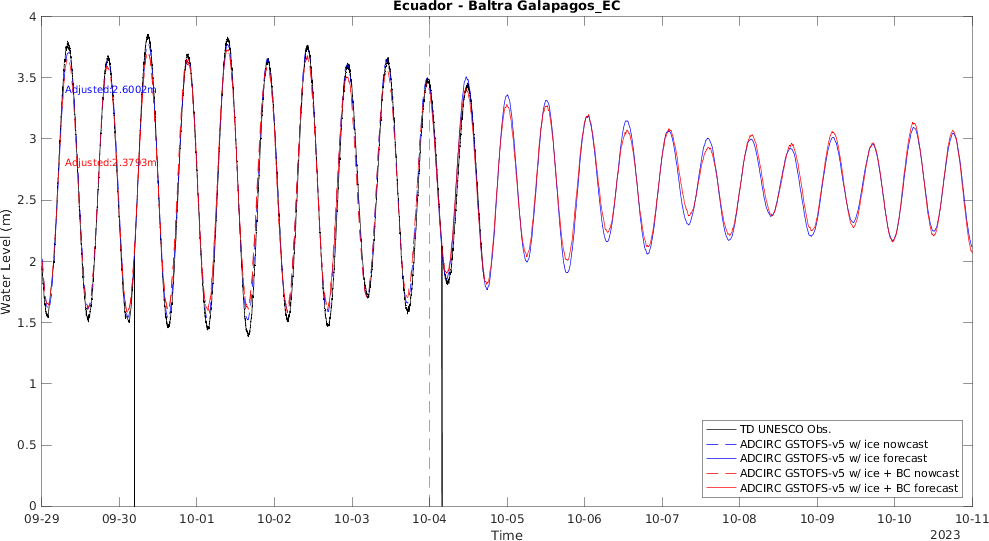 Ecuador - Baltra Galapagos_EC
4
3.5
3
2.5
2
1.5
1
0.5
0
Water Level (m)
Adjusted:2.6002m
Adjusted:2.3793m
TD UNESCO Obs.
ADCIRC GSTOFS-v5 w/ ice nowcast
ADCIRC GSTOFS-v5 w/ ice forecast
ADCIRC GSTOFS-v5 w/ ice + BC nowcast
ADCIRC GSTOFS-v5 w/ ice + BC forecast
09-29 09-30 10-01 10-02 10-03 10-04 10-05 10-06 10-07 10-08 10-09 10-10 10-11
Time
2023